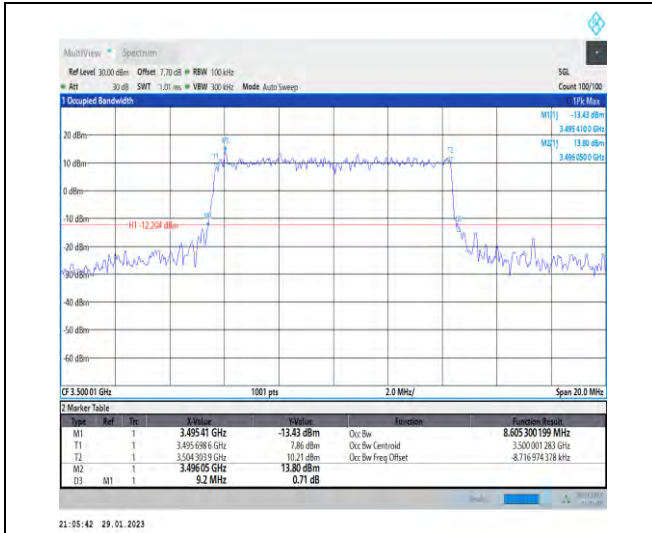 MultiView Spectrum
Ref Level 30.00 dBm Offset 7.70 dB RBW 100 kHz SGL
Att 30 dB SWT 1.01 ms VBW 300 kHz Mode Auto Sweep Count 100/100
1 Occupied Bandwidth 1Pk Max
M1[1] -13.43 dBm
3.495 410 0 GHz
M2[1] 13.80 dBm
3.496 050 0 GHz
20 dBm
M2
T1
T2
10 dBm
0 dBm
-10 dBm
H1 -12.204 dBm
-20 dBm
-30 dBm
-40 dBm
-50 dBm
-60 dBm
CF 3.500 01 GHz 1001 pts 2.0 MHz/ Span 20.0 MHz
2 Marker Table
Type Ref Trc X-Value Y-Value Function Function Result
M1 1 3.495 41 GHz -13.43 dBm Occ Bw 8.605 300 199 MHz
T1 1 3.495 698 6 GHz 7.86 dBm Occ Bw Centroid 3.500 001 283 GHz
T2 1 3.504 303 9 GHz 10.21 dBm Occ Bw Freq Offset -8.716 974 378 kHz
M2 1 3.496 05 GHz 13.80 dBm
D3 M1 1 9.2 MHz 0.71 dB
21:05:42 29.01.2023